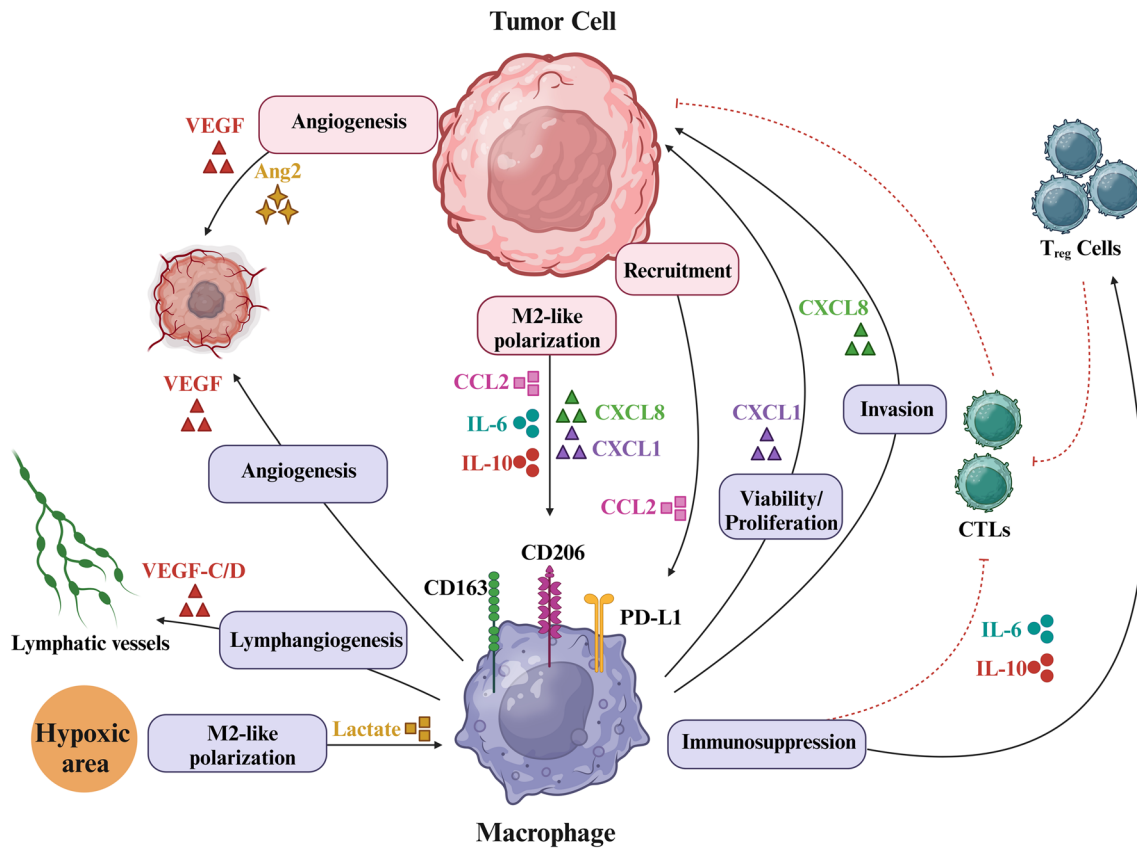 Tumor Cell
VEGF
Angiogenesis
Ang2
T_reg Cells
Recruitment
M2-like
polarization
CXCL8
CCL2
IL-6
IL-10
CXCL8
CXCL1
VEGF
CXCL1
Invasion
Angiogenesis
Viability/
Proliferation
CCL2
CTLs
CD206
CD163
PD-L1
VEGF-C/D
Lymphatic vessels
Lymphangiogenesis
IL-6
IL-10
Hypoxic
area
M2-like
polarization
Lactate
Immunosuppression
Macrophage